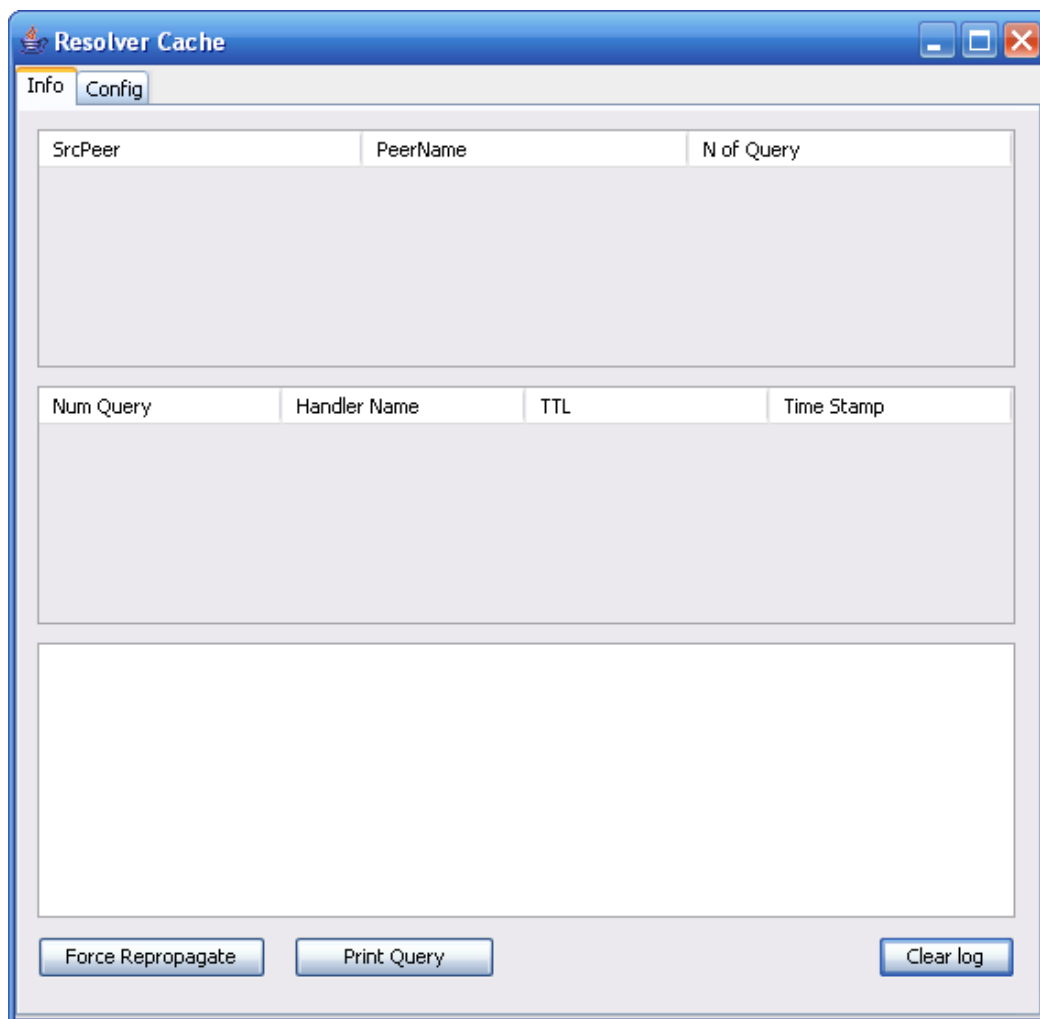 Resolver Cache
Info Config
SrcPeer PeerName N of Query
Num Query Handler Name TTL Time Stamp
Force Repropagate Print Query Clear log